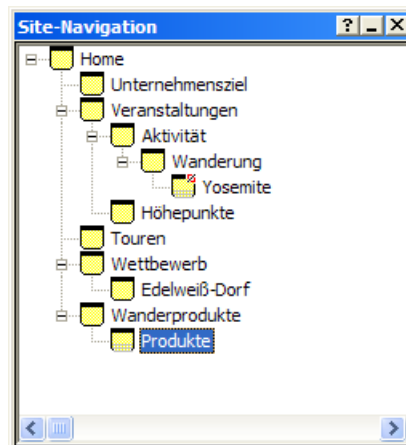 Site-Navigation
Home
Unternehmensziel
Veranstaltungen
Aktivität
Wanderung
Yosemite
Höhepunkte
Touren
Wettbewerb
Edelweiß-Dorf
Wanderprodukte
Produkte